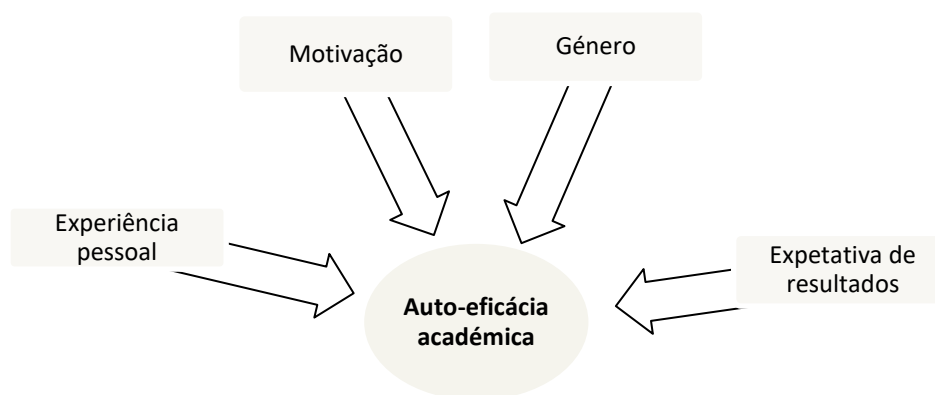 Motivação
Género
Experiência
pessoal
Expetativa de
resultados
Auto-eficácia
académica